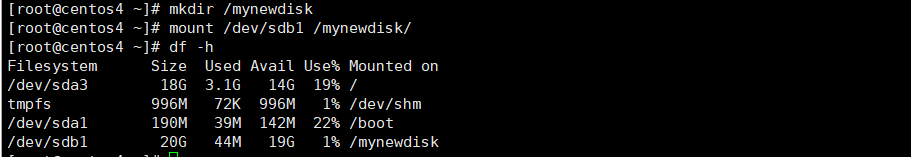 [root@centos4 ~]# mkdir /mynewdisk
[root@centos4 ~]# mount /dev/sdb1 /mynewdisk/
[root@centos4 ~]# df -h
Filesystem      Size  Used Avail Use% Mounted on
/dev/sda3        18G  3.1G   14G  19% /
tmpfs           996M   72K  996M   1% /dev/shm
/dev/sda1       190M   39M  142M  22% /boot
/dev/sdb1        20G   44M   19G   1% /mynewdisk
[root@centos4 ~]#